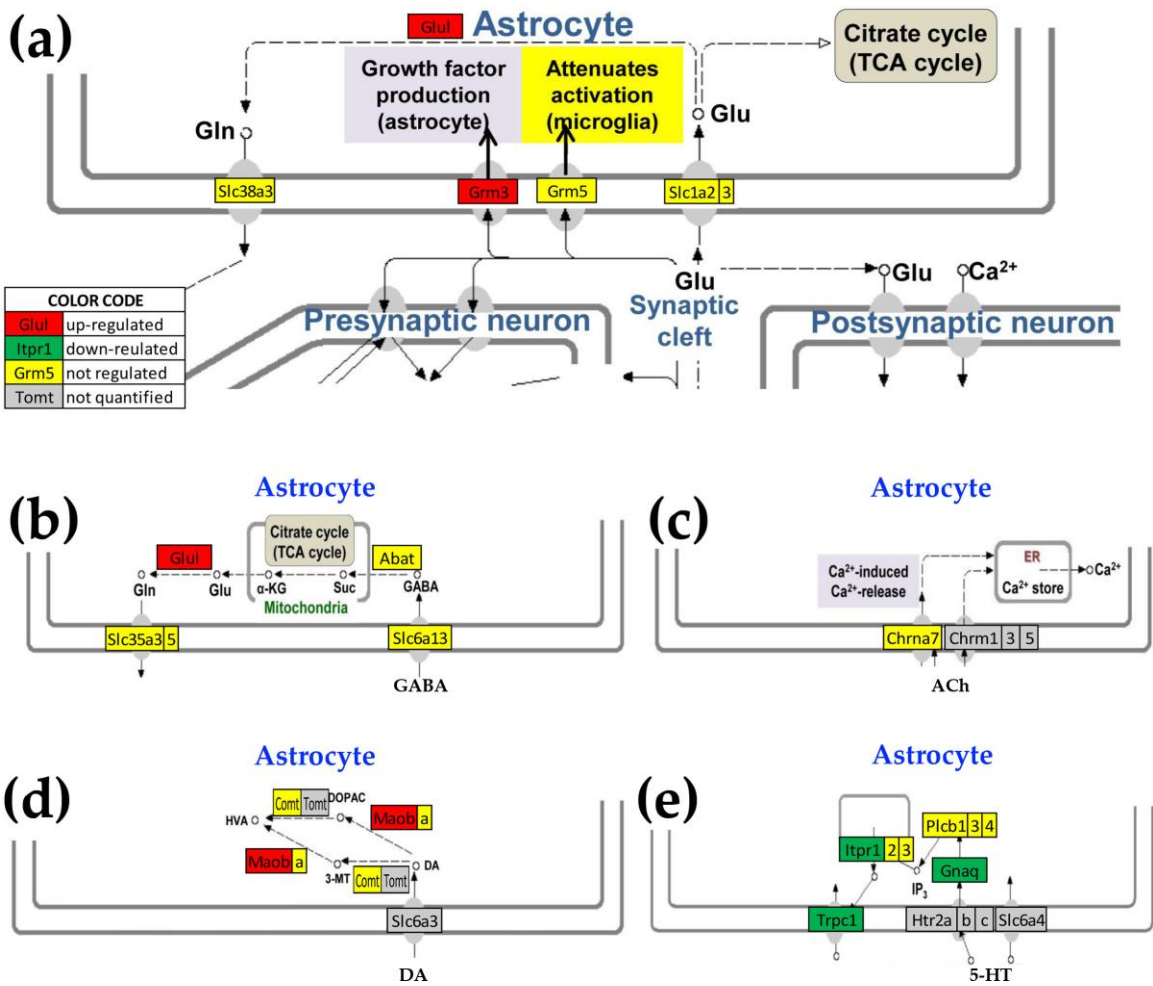 (a)
Glul
Astrocyte
Citrate cycle
(TCA cycle)
Growth factor
production
(astrocyte)
Attenuates
activation
(microglia)
Gln
Glu
Slc38a3
Grm3
Grm5
Slc1a2 3
Glu
Glu
Ca²⁺
Presynaptic neuron
Synaptic
cleft
Postsynaptic neuron
COLOR CODE
Glul up-regulated
Itpr1 down-reulated
Grm5 not regulated
Tomt not quantified
(b)
Astrocyte
Citrate cycle
(TCA cycle)
Glul
Abat
Gln
Glu
α-KG
Suc
GABA
Mitochondria
Slc35a3 5
Slc6a13
GABA
(c)
Astrocyte
Ca²⁺-induced
Ca²⁺-release
ER
Ca²⁺ store
Ca²⁺
Chrna7
Chrm1 3 5
ACh
(d)
Astrocyte
Comt Tomt
DOPAC
HVA
Maob a
Maob a
3-MT
DA
Comt Tomt
Slc6a3
DA
(e)
Astrocyte
Plcb1 3 4
Itpr1 2 3
Gnaq
IP₃
Trpc1
Htr2a b c
Slc6a4
5-HT